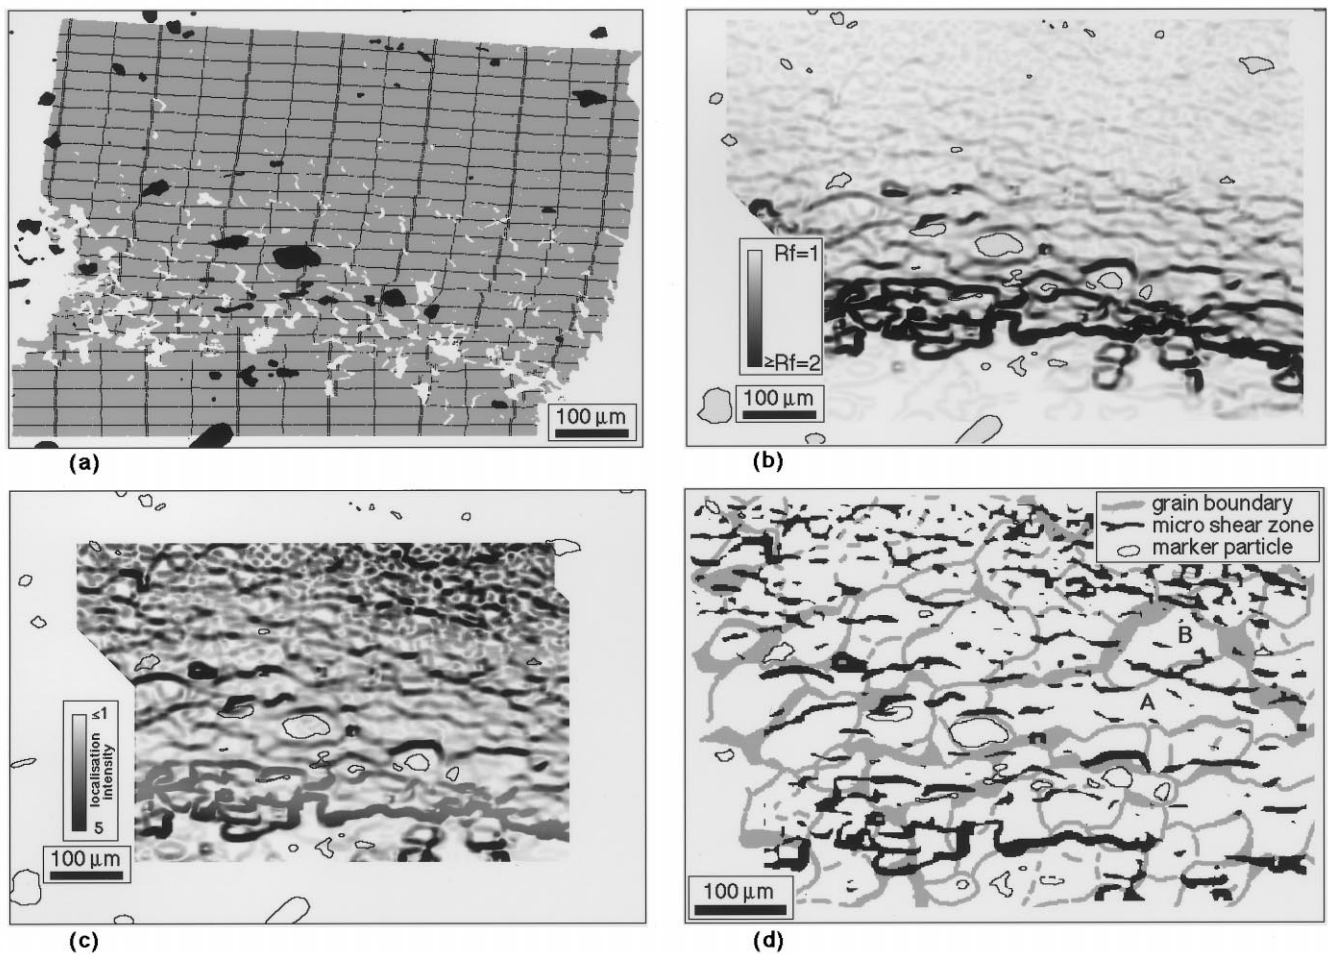 100 µm
(a)
Rf=1
≥Rf=2
100 µm
(b)
≤1
localisation
intensity
5
100 µm
(c)
grain boundary
micro shear zone
marker particle
B
A
100 µm
(d)